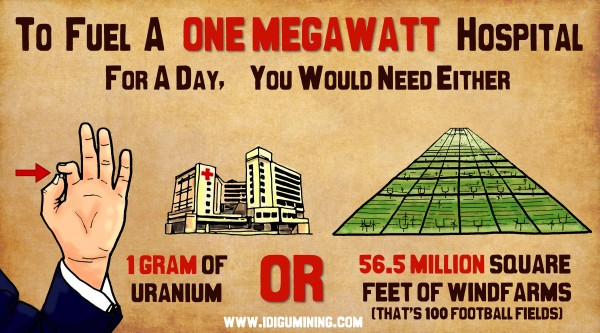 To Fuel A ONE MEGAWATT Hospital
For A Day, You Would Need Either
1 GRAM OF
URANIUM
OR
56.5 MILLION SQUARE
FEET OF WINDFARMS
(THAT'S 100 FOOTBALL FIELDS)
WWW.IDIGUMINING.COM